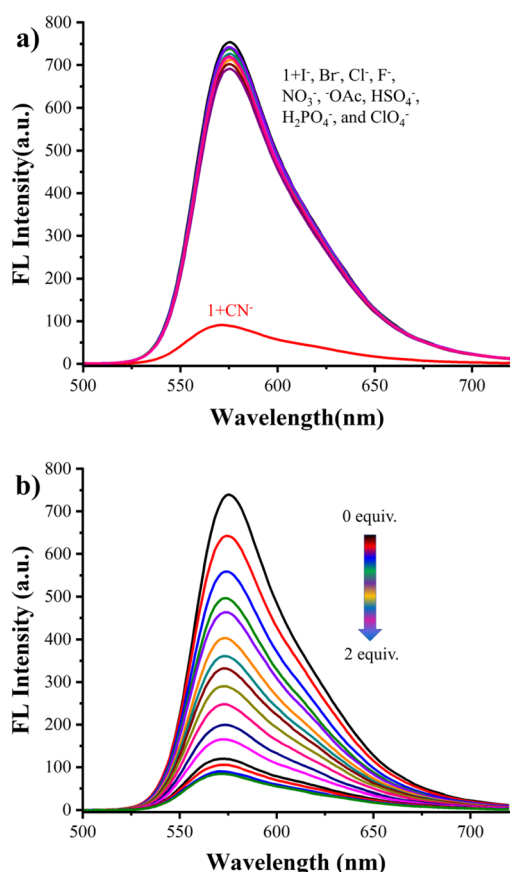 a)
800
700
600
500
400
300
200
100
0
FL Intensity(a.u.)
1+I⁻, Br⁻, Cl⁻, F⁻,
NO₃⁻, ⁻OAc, HSO₄⁻,
H₂PO₄⁻, and ClO₄⁻
1+CN⁻
500 550 600 650 700
Wavelength(nm)
b)
800
700
600
500
400
300
200
100
0
FL Intensity (a.u.)
0 equiv.
2 equiv.
500 550 600 650 700
Wavelength (nm)